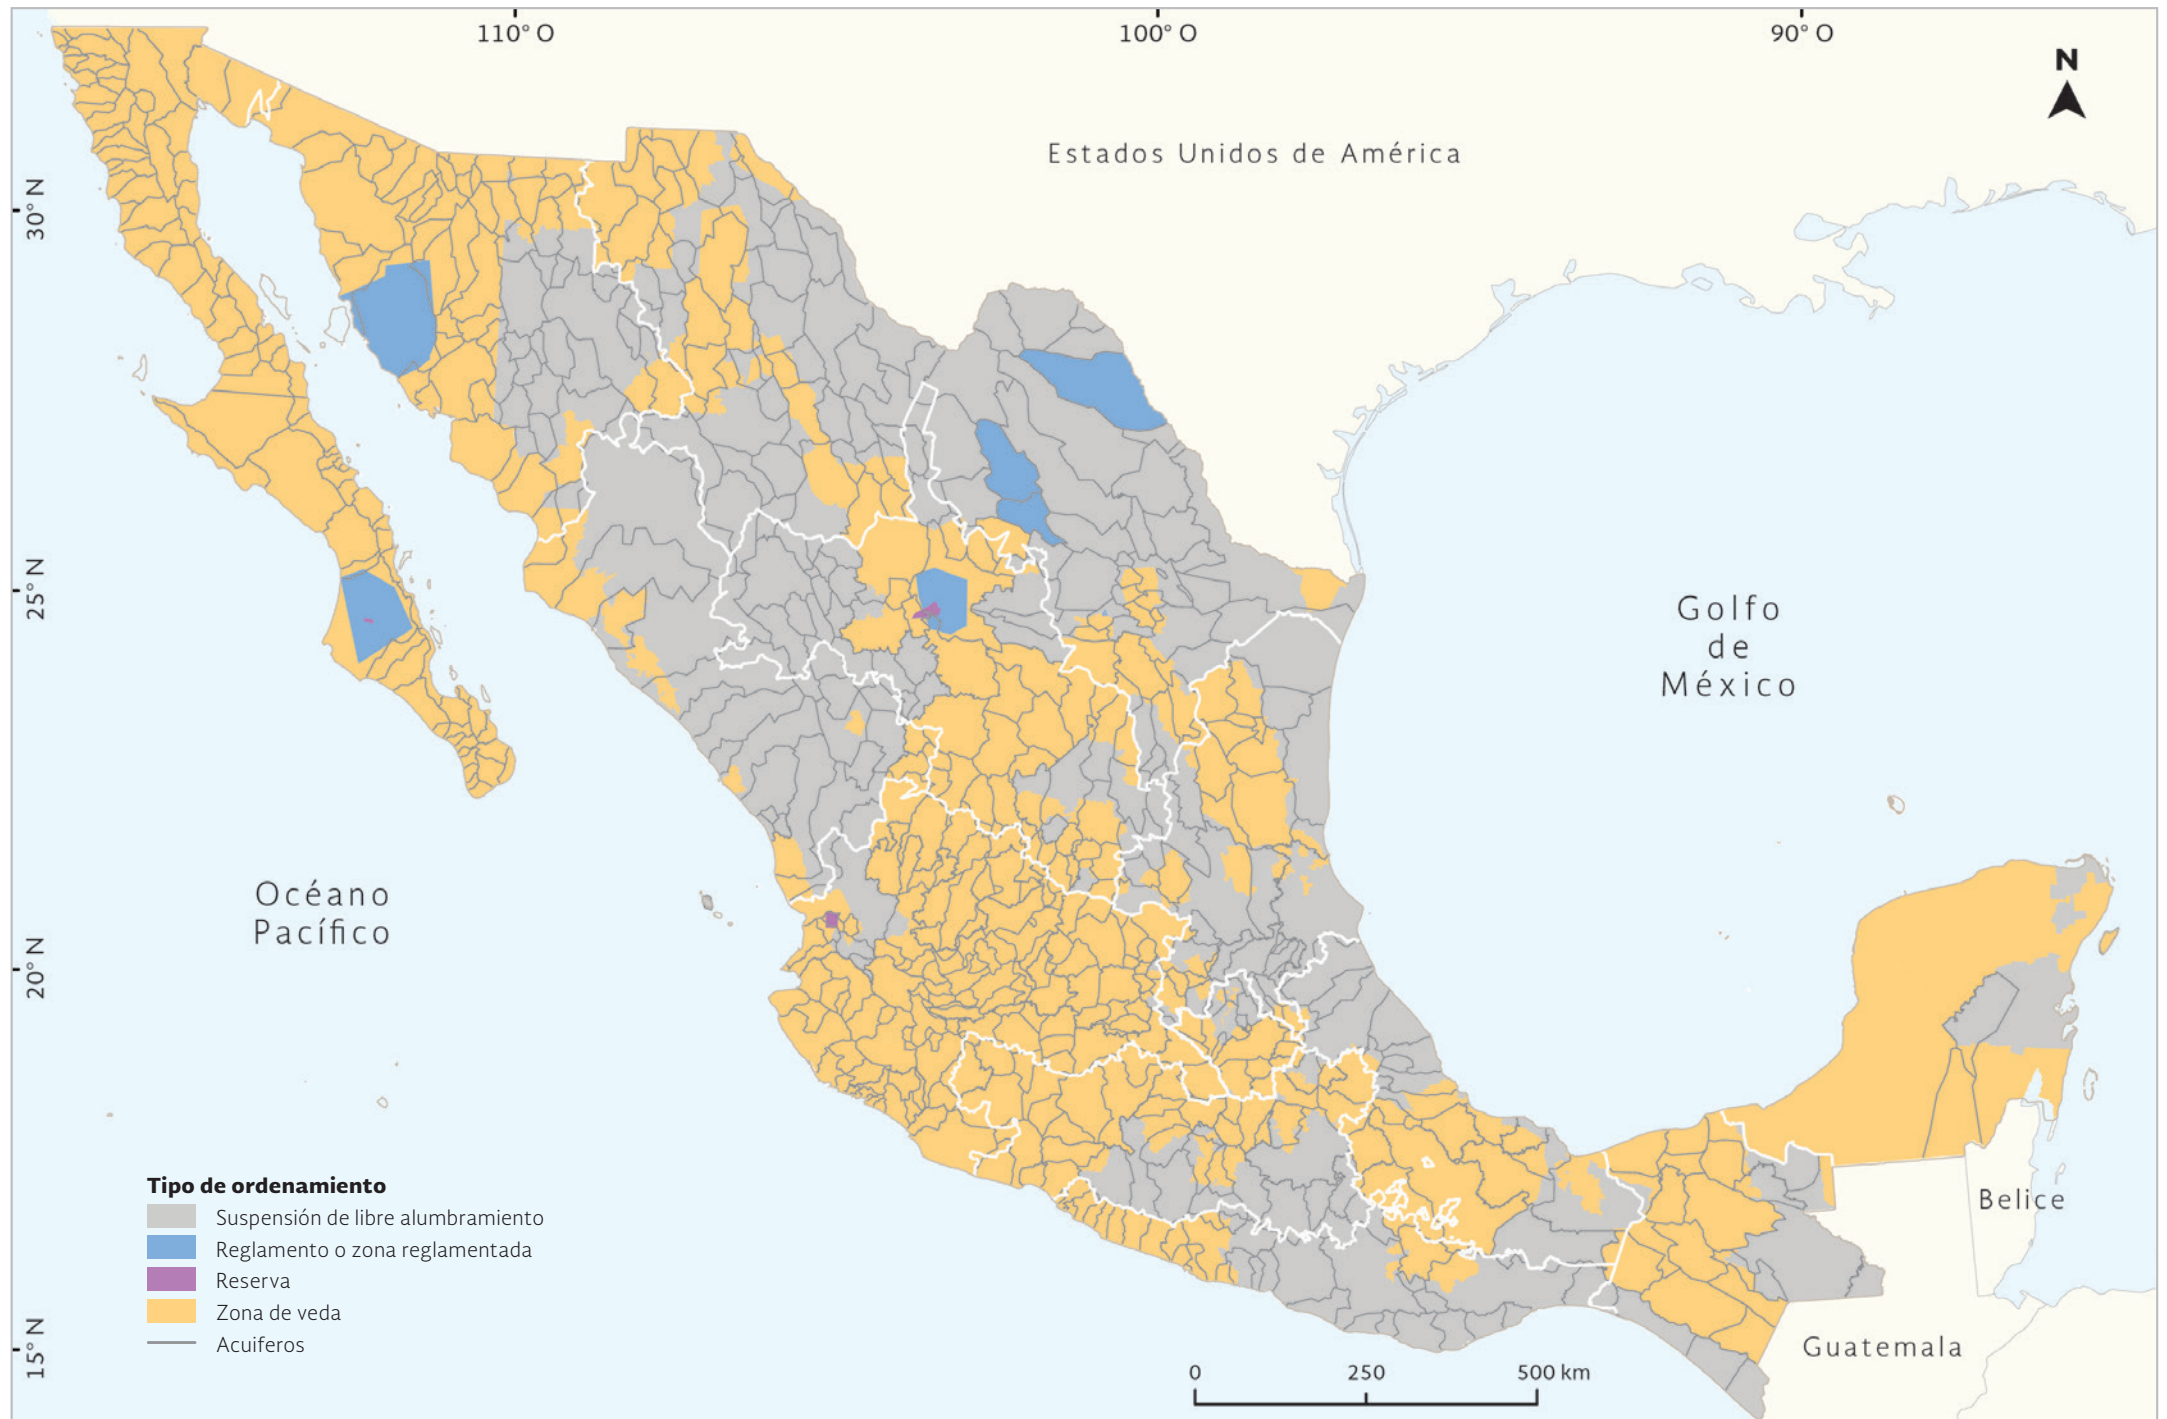 110° O
100° O
90° O
N
Estados Unidos de América
30° N
25° N
20° N
15° N
Golfo
de
México
Océano
Pacífico
Belice
Guatemala
Tipo de ordenamiento
Suspensión de libre alumbramiento
Reglamento o zona reglamentada
Reserva
Zona de veda
Acuiferos
0
250
500 km